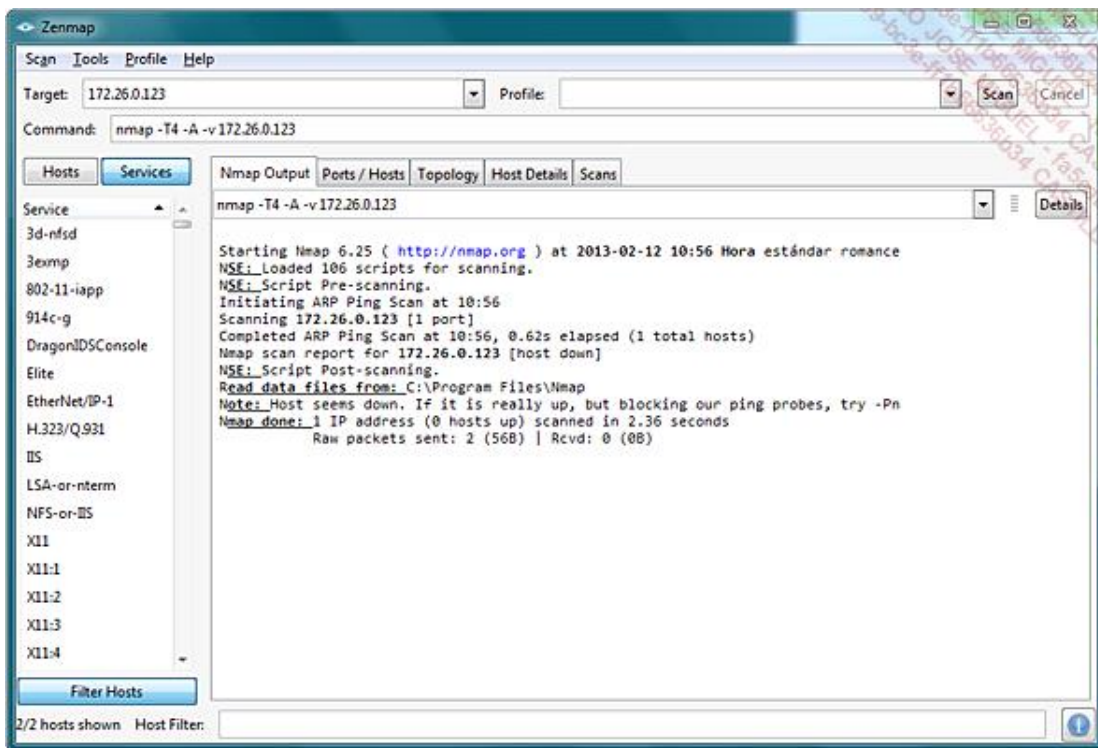 Zenmap
Scan Tools Profile Help
Target: 172.26.0.123 Profile: Scan Cancel
Command: nmap -T4 -A -v 172.26.0.123
Hosts Services
Nmap Output Ports / Hosts Topology Host Details Scans
Service
nmap -T4 -A -v 172.26.0.123 Details
3d-nfsd
3exmp
802-11-iapp
914c-g
DragonIDSConsole
Elite
EtherNet/IP-1
H.323/Q.931
IIS
LSA-or-nterm
NFS-or-IIS
X11
X11:1
X11:2
X11:3
X11:4
Starting Nmap 6.25 ( http://nmap.org ) at 2013-02-12 10:56 Hora estándar romance
NSE: Loaded 106 scripts for scanning.
NSE: Script Pre-scanning.
Initiating ARP Ping Scan at 10:56
Scanning 172.26.0.123 [1 port]
Completed ARP Ping Scan at 10:56, 0.62s elapsed (1 total hosts)
Nmap scan report for 172.26.0.123 [host down]
NSE: Script Post-scanning.
Read data files from: C:\Program Files\Nmap
Note: Host seems down. If it is really up, but blocking our ping probes, try -Pn
Nmap done: 1 IP address (0 hosts up) scanned in 2.36 seconds
Raw packets sent: 2 (56B) | Rcvd: 0 (0B)
Filter Hosts
2/2 hosts shown Host Filter: